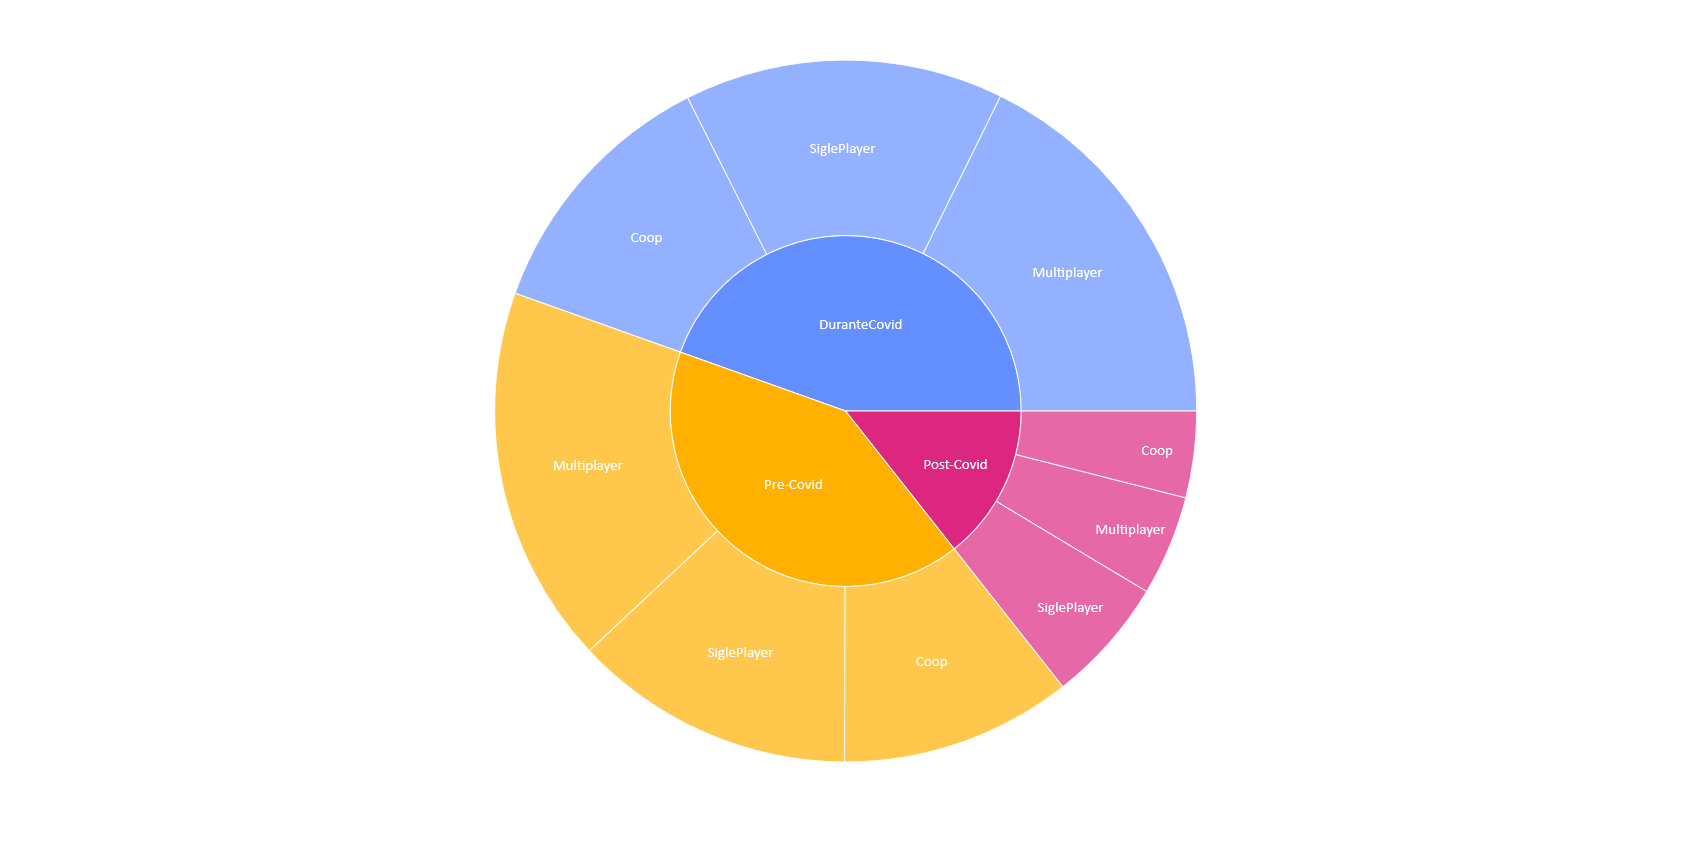 SiglePlayer
Coop
Multiplayer
DuranteCovid
Coop
Post-Covid
Multiplayer
Pre-Covid
Multiplayer
SiglePlayer
SiglePlayer
Coop